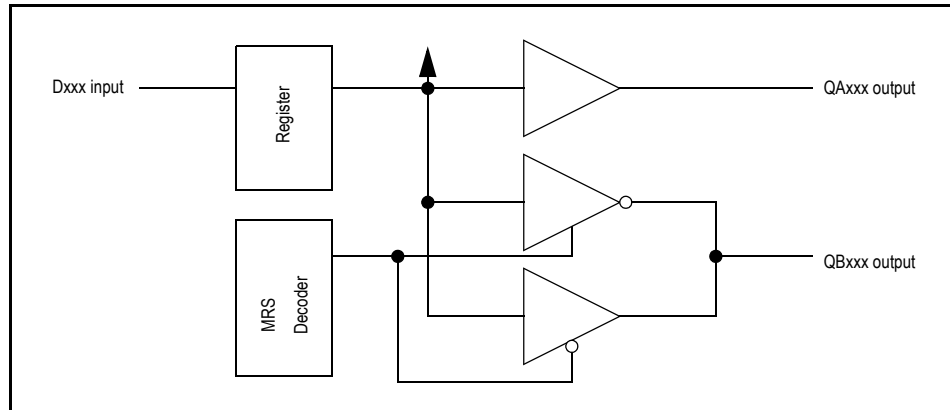 Dxxx input
Register
QAxxx output
MRS
Decoder
QBxxx output